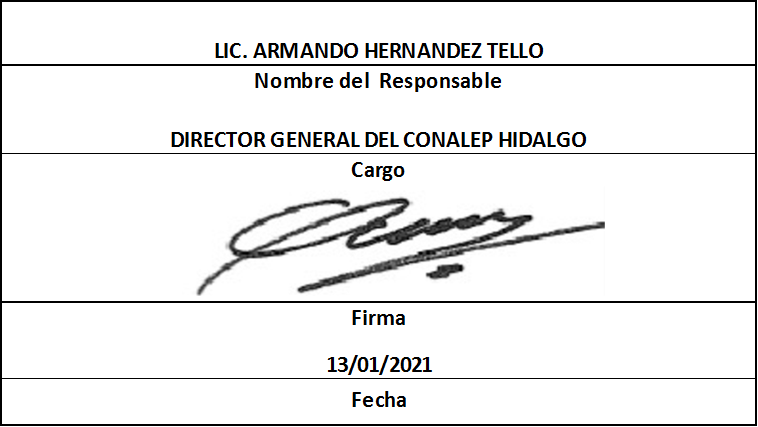 LIC. ARMANDO HERNANDEZ TELLO
Nombre del Responsable
DIRECTOR GENERAL DEL CONALEP HIDALGO
Cargo
Firma
13/01/2021
Fecha